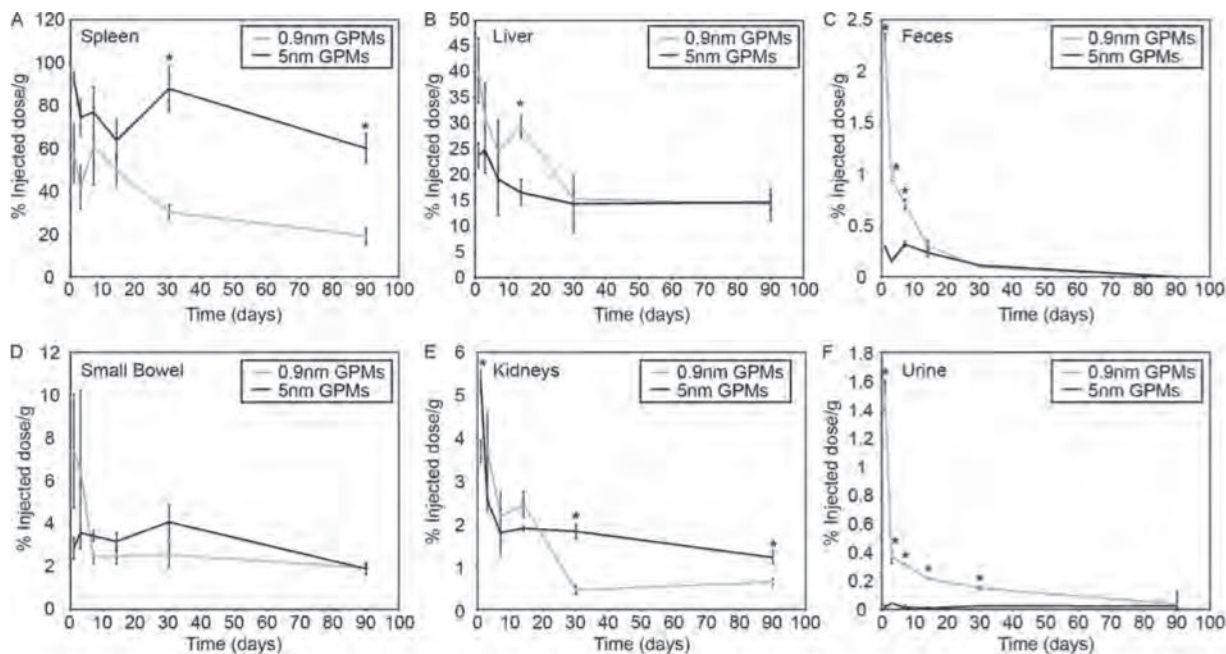 A
Spleen
0.9nm GPMs
5nm GPMs
% Injected dose/g
120
100
80
60
40
20
0
0 10 20 30 40 50 60 70 80 90 100
Time (days)
B
Liver
0.9nm GPMs
5nm GPMs
% Injected dose/g
50
45
40
35
30
25
20
15
10
5
0
0 10 20 30 40 50 60 70 80 90 100
Time (days)
C
Feces
0.9nm GPMs
5nm GPMs
% Injected dose/g
2.5
2
1.5
1
0.5
0
0 10 20 30 40 50 60 70 80 90 100
Time (days)
D
Small Bowel
0.9nm GPMs
5nm GPMs
% Injected dose/g
12
10
8
6
4
2
0
0 10 20 30 40 50 60 70 80 90 100
Time (days)
E
Kidneys
0.9nm GPMs
5nm GPMs
% Injected dose/g
6
5
4
3
2
1
0
0 10 20 30 40 50 60 70 80 90 100
Time (days)
F
Urine
0.9nm GPMs
5nm GPMs
% Injected dose/g
1.8
1.6
1.4
1.2
1
0.8
0.6
0.4
0.2
0
0 10 20 30 40 50 60 70 80 90 100
Time (days)